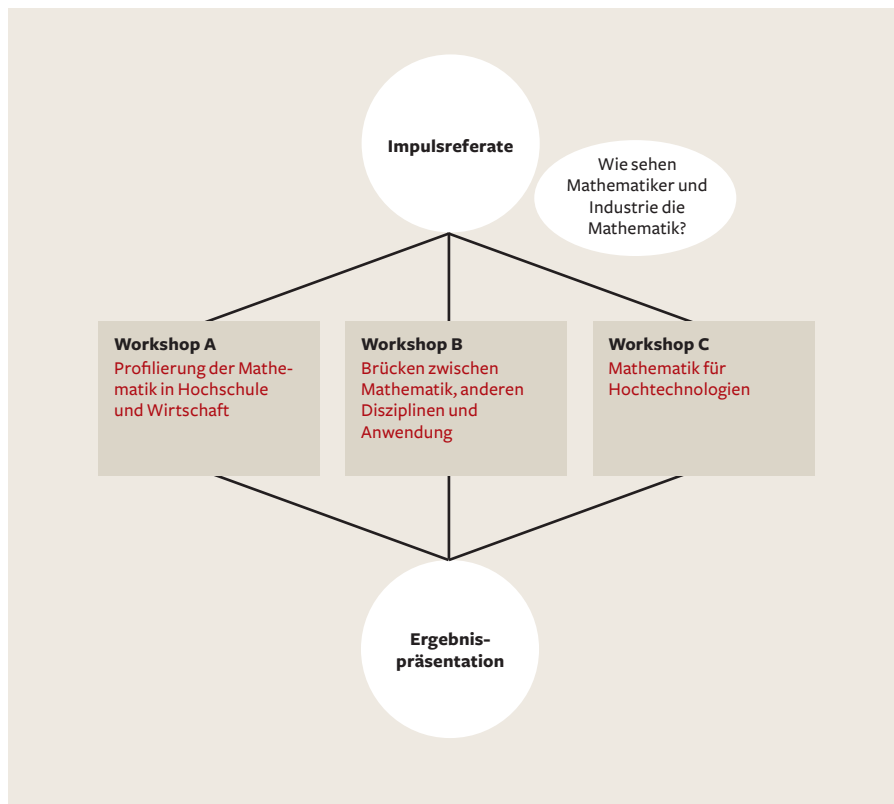 Impulsreferate
Wie sehen
Mathematiker und
Industrie die
Mathematik?
Workshop A
Profilierung der Mathe-
matik in Hochschule
und Wirtschaft
Workshop B
Brücken zwischen
Mathematik, anderen
Disziplinen und
Anwendung
Workshop C
Mathematik für
Hochtechnologien
Ergebnis-
präsentation